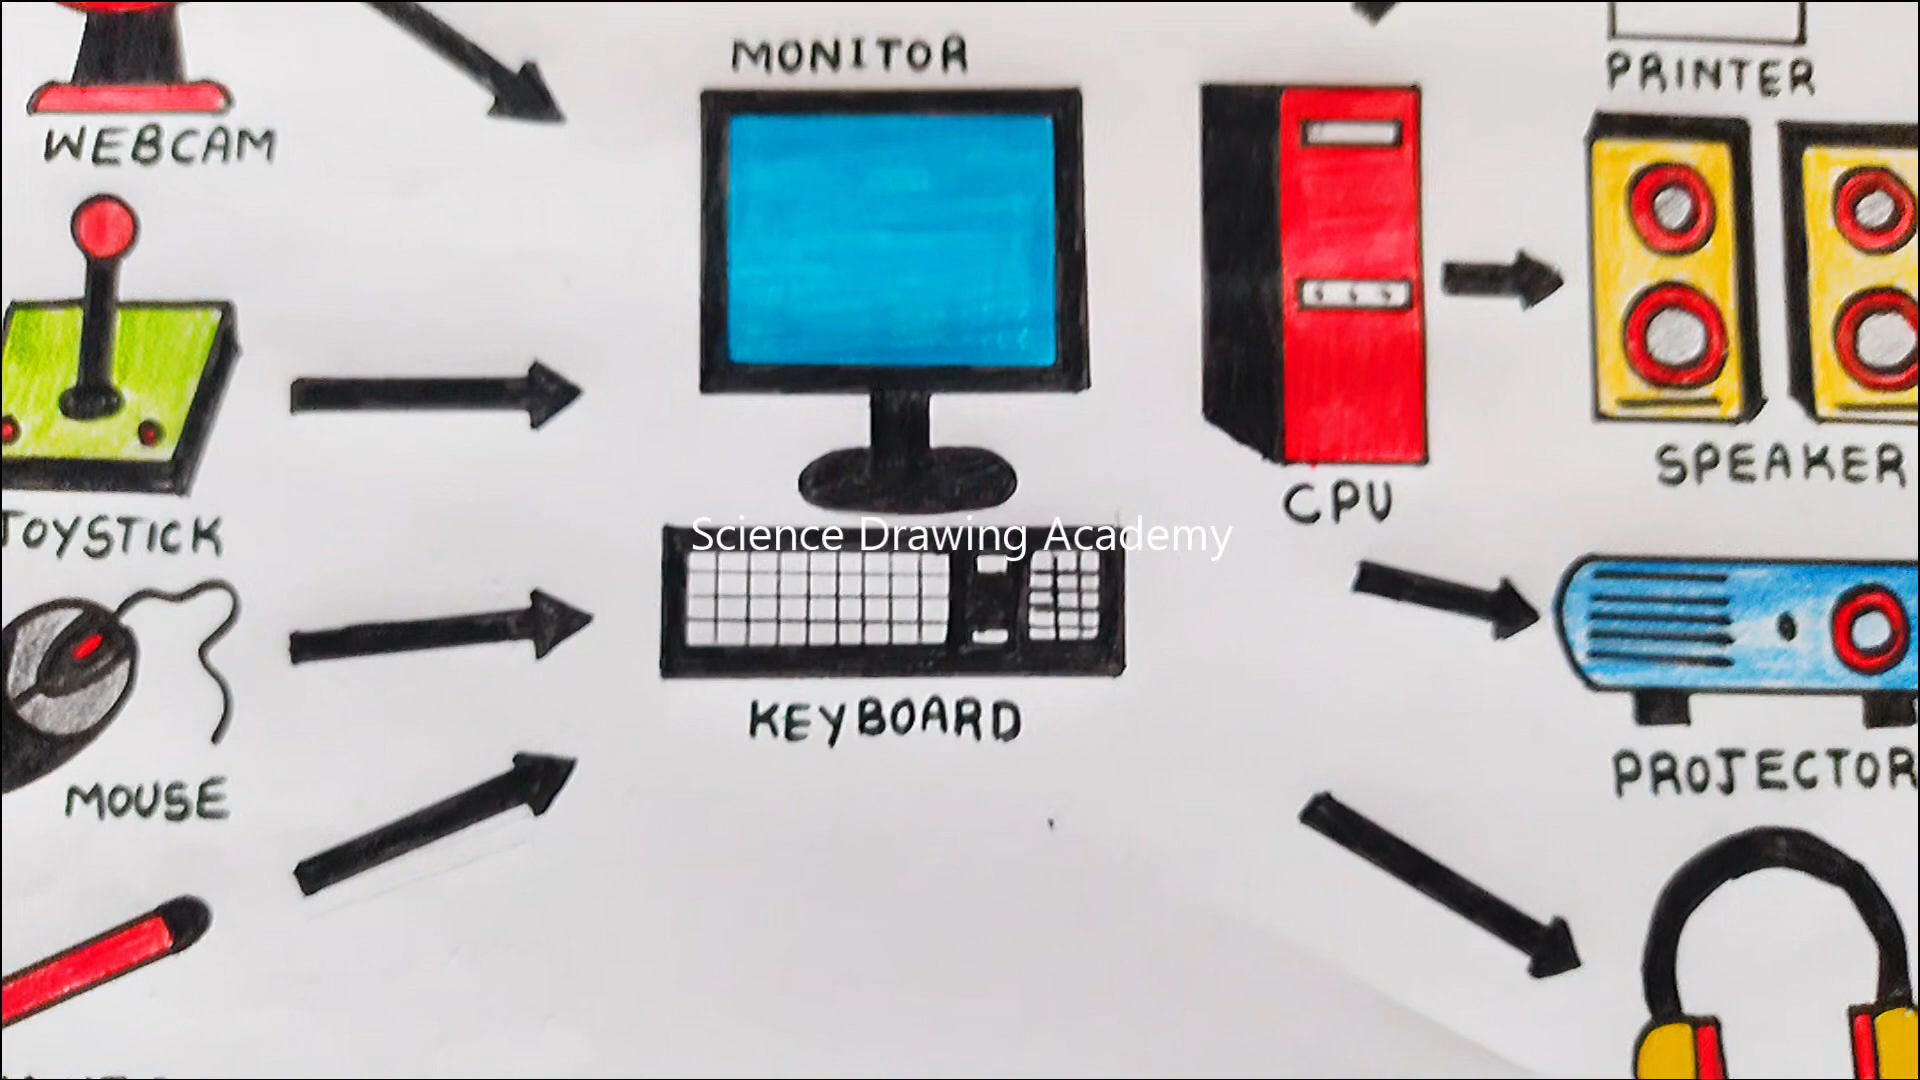 MONITOR
PRINTER
WEBCAM
SPEAKER
CPU
JOYSTICK
Science Drawing Academy
KEYBOARD
PROJECTOR
MOUSE